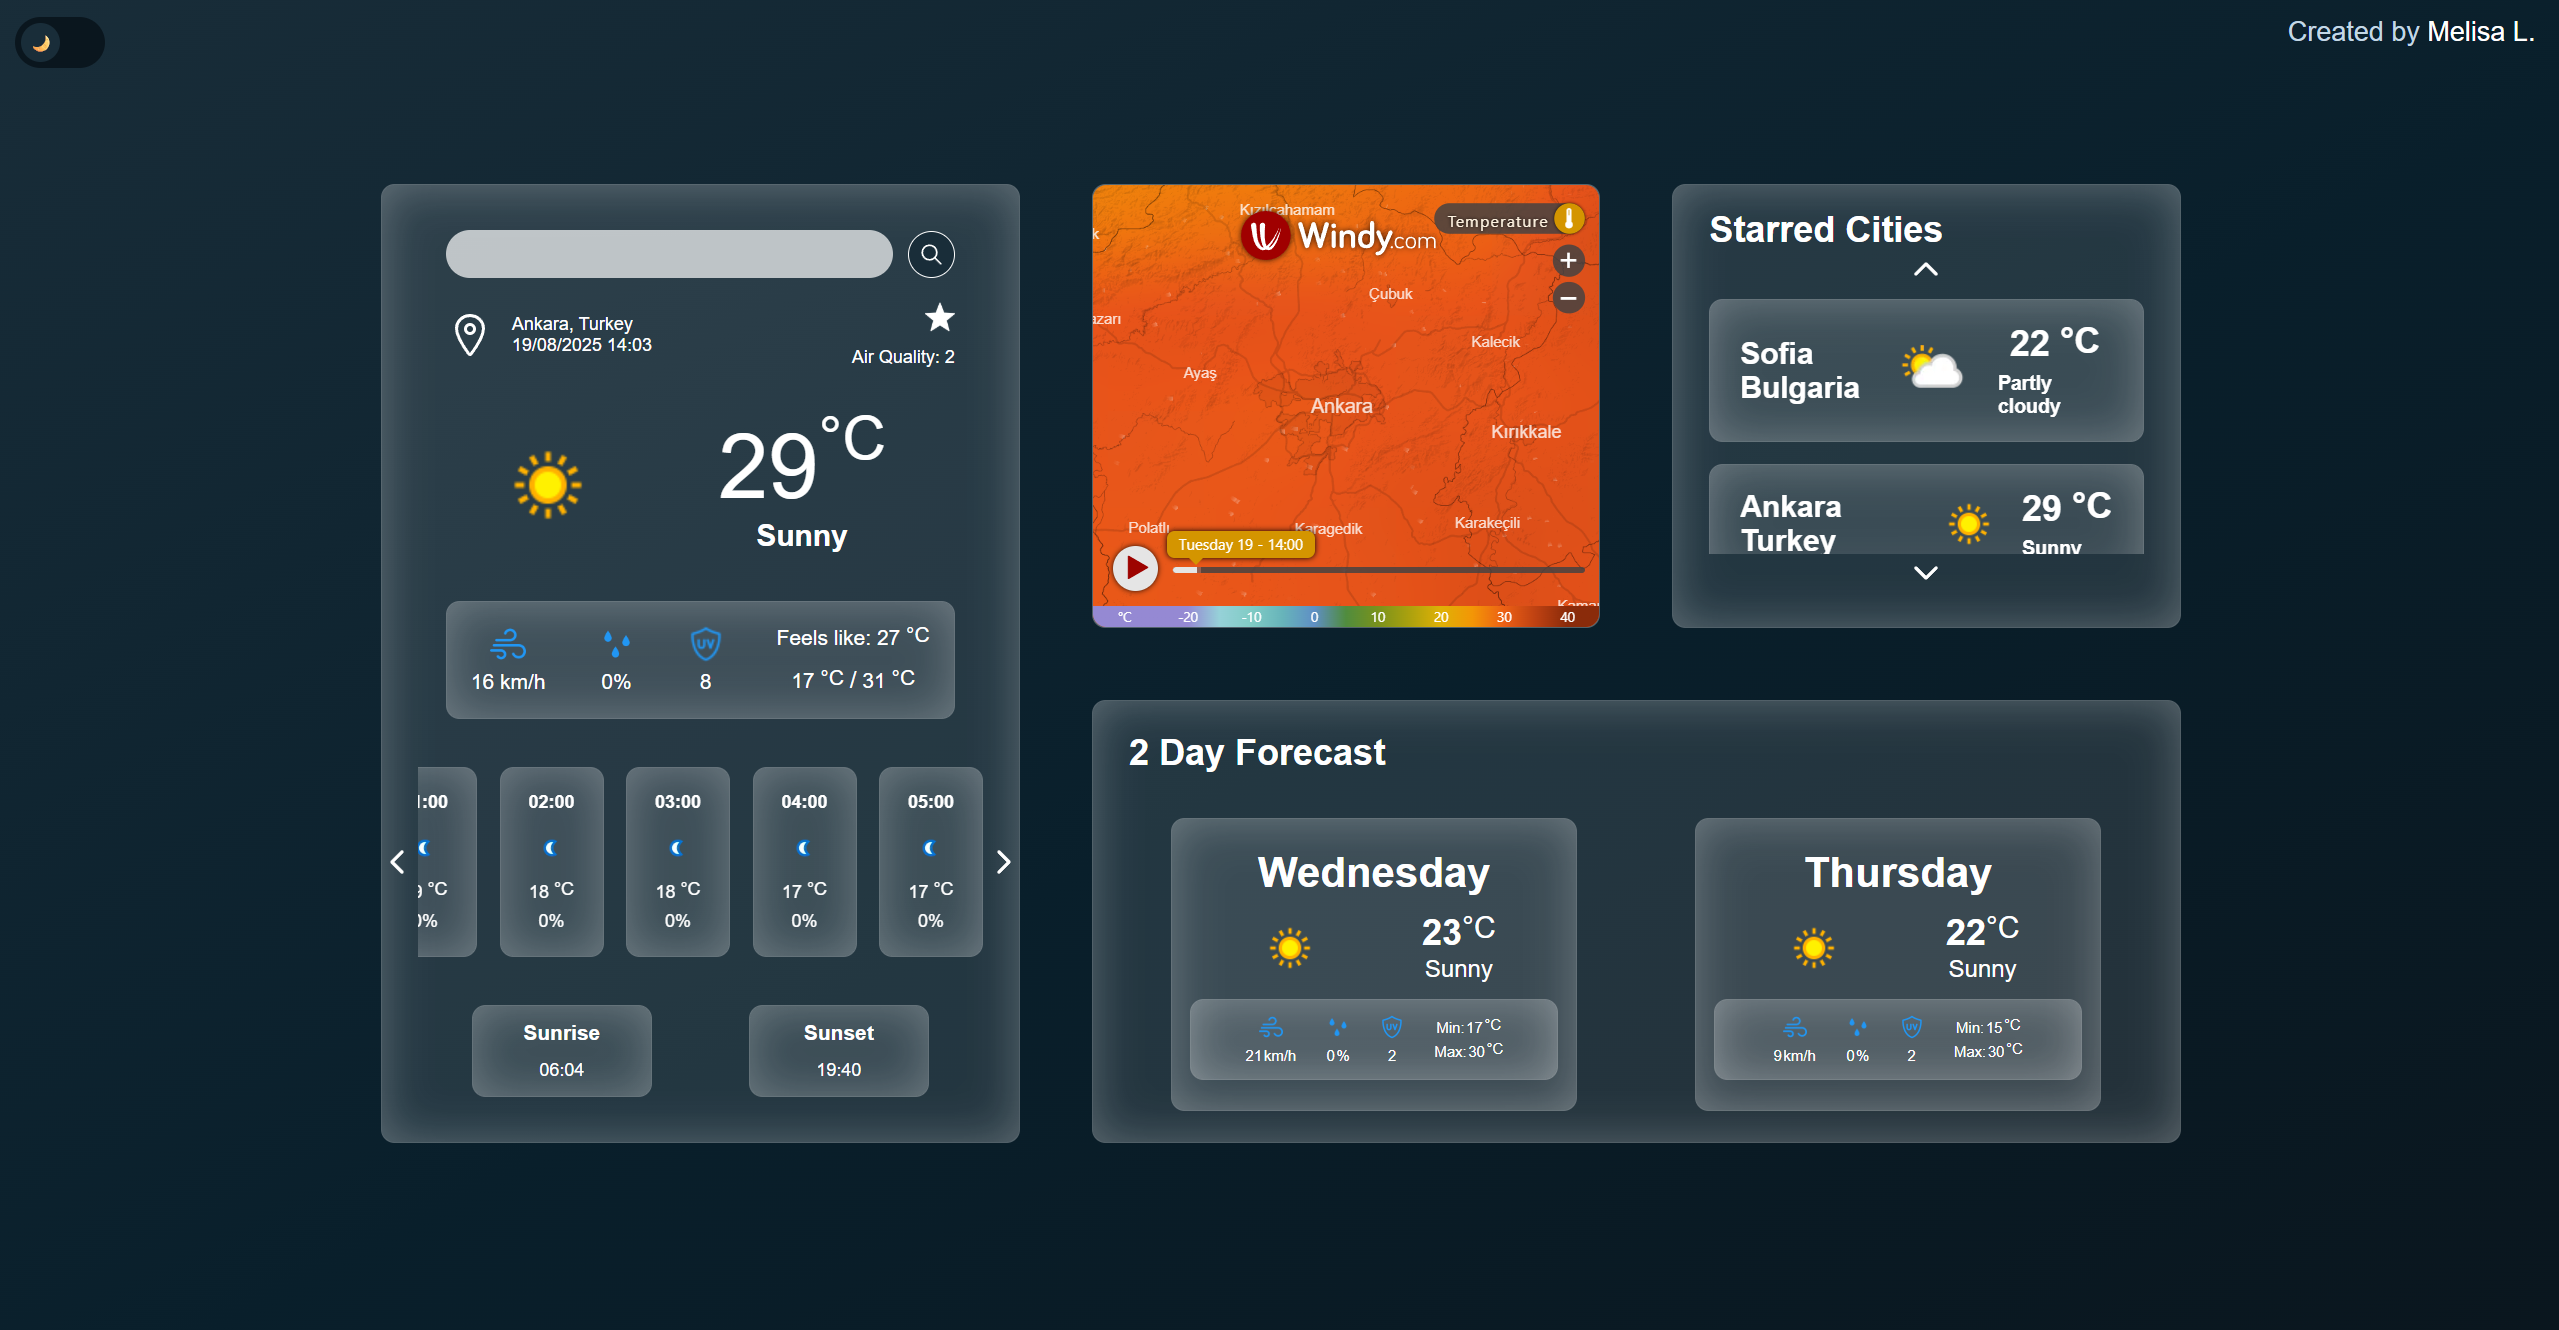 Created by Melisa L.
Ankara, Turkey
19/08/2025 14:03
Air Quality: 2
29 °C
Sunny
16 km/h
0%
UV
8
Feels like: 27 °C
17 °C / 31 °C
:00
°C
02:00
18 °C
0%
03:00
18 °C
0%
04:00
17 °C
0%
05:00
17 °C
0%
Sunrise
06:04
Sunset
19:40
Kızılcahamam
Windy.com
Temperature
+
−
Çubuk
Kalecik
Ayaş
Ankara
Kırıkkale
Polatlı
Karagedik
Karakeçili
Tuesday 19 - 14:00
°C -20 -10 0 10 20 30 40
Starred Cities
Sofia
Bulgaria
22 °C
Partly
cloudy
Ankara
Turkey
29 °C
Sunny
2 Day Forecast
Wednesday
23°C
Sunny
21km/h
0%
UV
2
Min:17°C
Max:30°C
Thursday
22°C
Sunny
9km/h
0%
UV
2
Min:15°C
Max:30°C